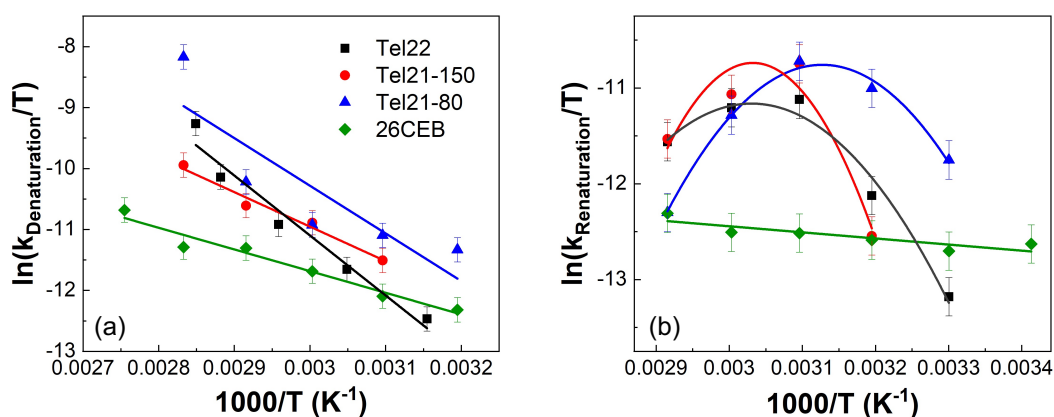 ln(k_Denaturation/T)
-8
-9
-10
-11
-12
-13
Tel22
Tel21-150
Tel21-80
26CEB
(a)
0.0027 0.0028 0.0029 0.003 0.0031 0.0032
1000/T (K⁻¹)
ln(k_Renaturation/T)
-11
-12
-13
(b)
0.0029 0.003 0.0031 0.0032 0.0033 0.0034
1000/T (K⁻¹)